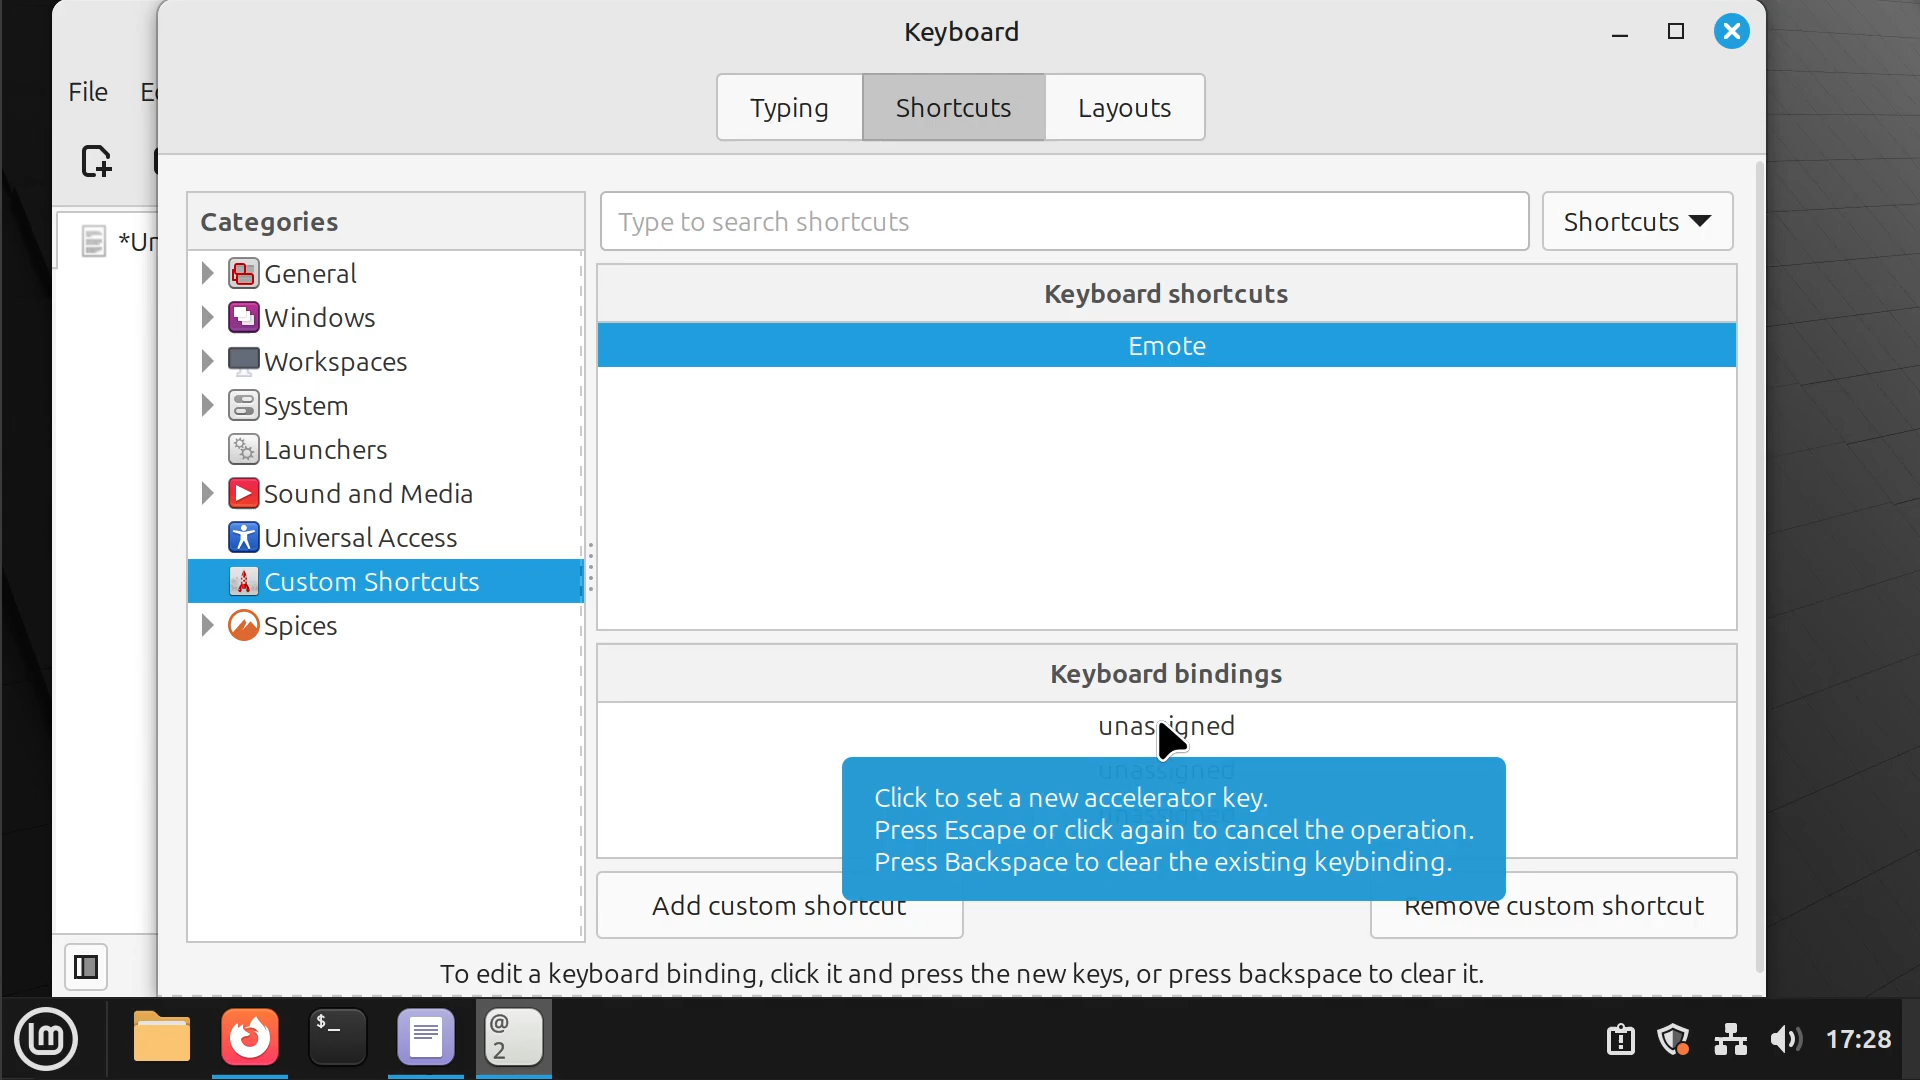 Keyboard
File
Typing
Shortcuts
Layouts
*Un
Categories
Type to search shortcuts
Shortcuts
General
Windows
Workspaces
System
Launchers
Sound and Media
Universal Access
Custom Shortcuts
Spices
Keyboard shortcuts
Emote
Keyboard bindings
unassigned
unassigned
Click to set a new accelerator key.
Press Escape or click again to cancel the operation.
Press Backspace to clear the existing keybinding.
Add custom shortcut
Remove custom shortcut
To edit a keyboard binding, click it and press the new keys, or press backspace to clear it.
$_
@
2
17:28